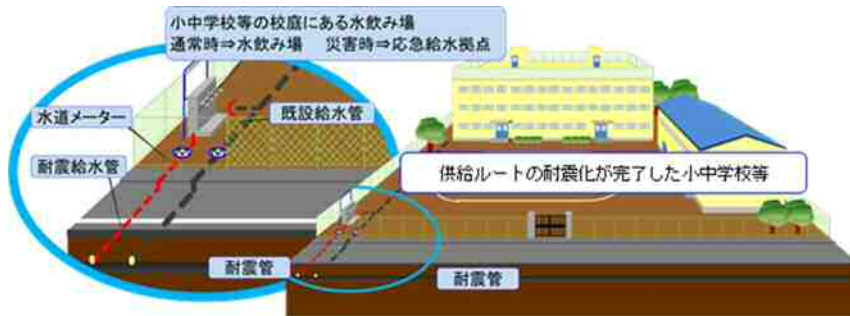 小中学校等の校庭にある水飲み場
通常時⇒水飲み場　災害時⇒応急給水拠点
水道メーター
既設給水管
耐震給水管
供給ルートの耐震化が完了した小中学校等
耐震管
耐震管